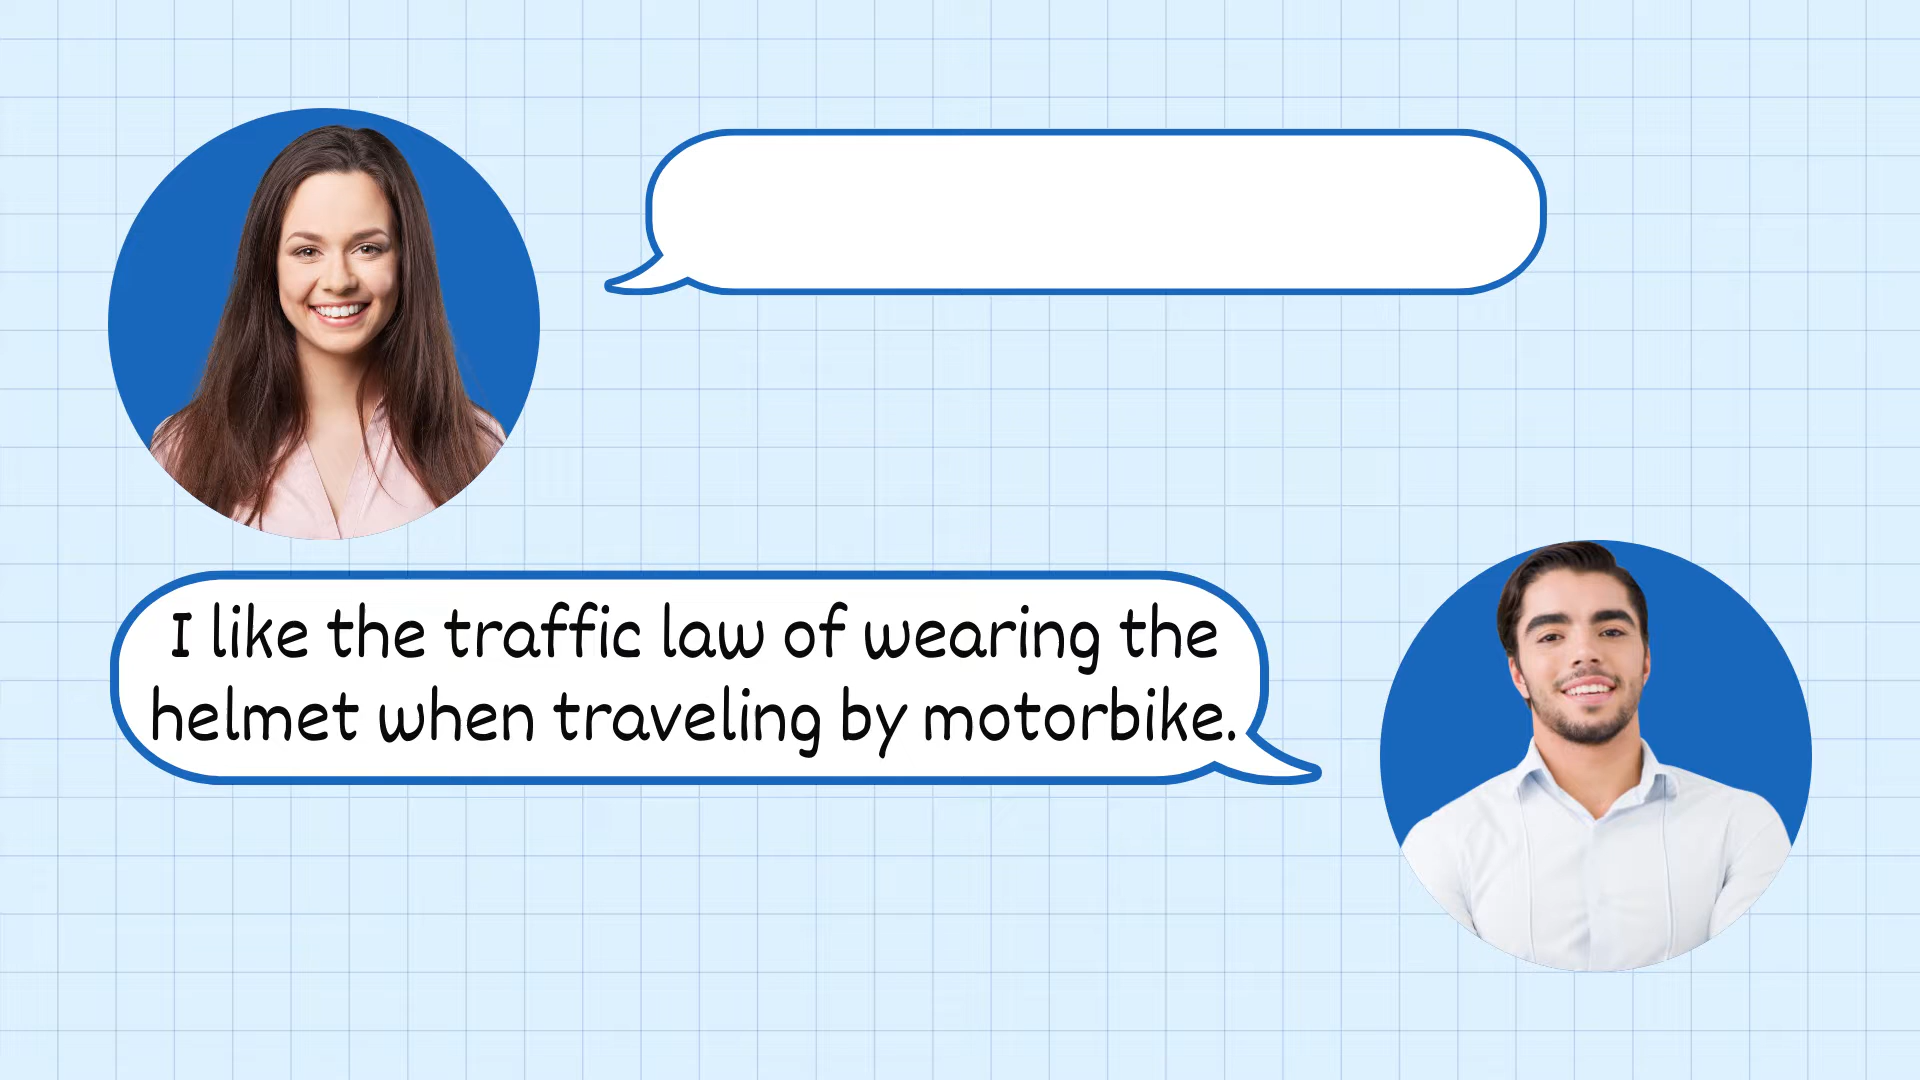 I like the traffic law of wearing the
helmet when traveling by motorbike.